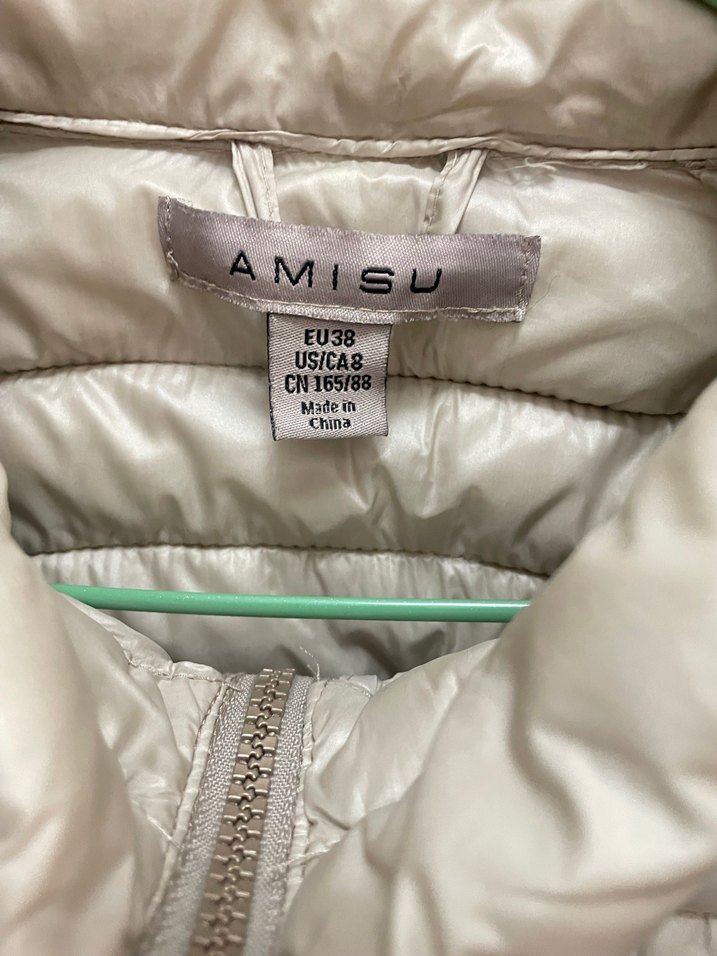 AMISU
EU38
US/CA8
CN 165/88
Made in
China